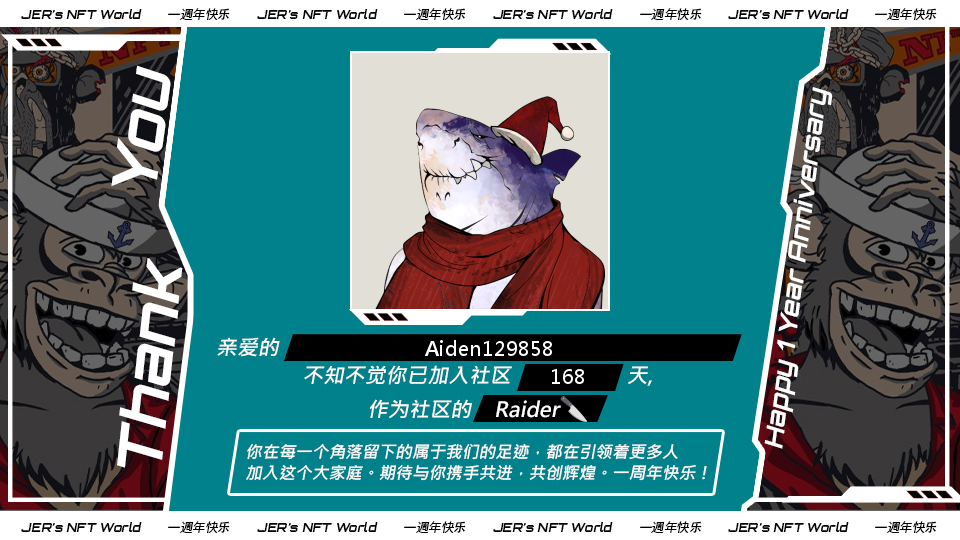 JER's NFT World 一週年快乐 JER's NFT World 一週年快乐 JER's NFT World 一週年快乐 JER's NFT World 一週年快乐
Thank You
Happy 1 Year Anniversary
亲爱的 Aiden129858
不知不觉你已加入社区 168 天,
作为社区的 Raider
你在每一个角落留下的属于我们的足迹,都在引领着更多人
加入这个大家庭。期待与你携手共进,共创辉煌。一周年快乐!
JER's NFT World 一週年快乐 JER's NFT World 一週年快乐 JER's NFT World 一週年快乐 JER's NFT World 一週年快乐